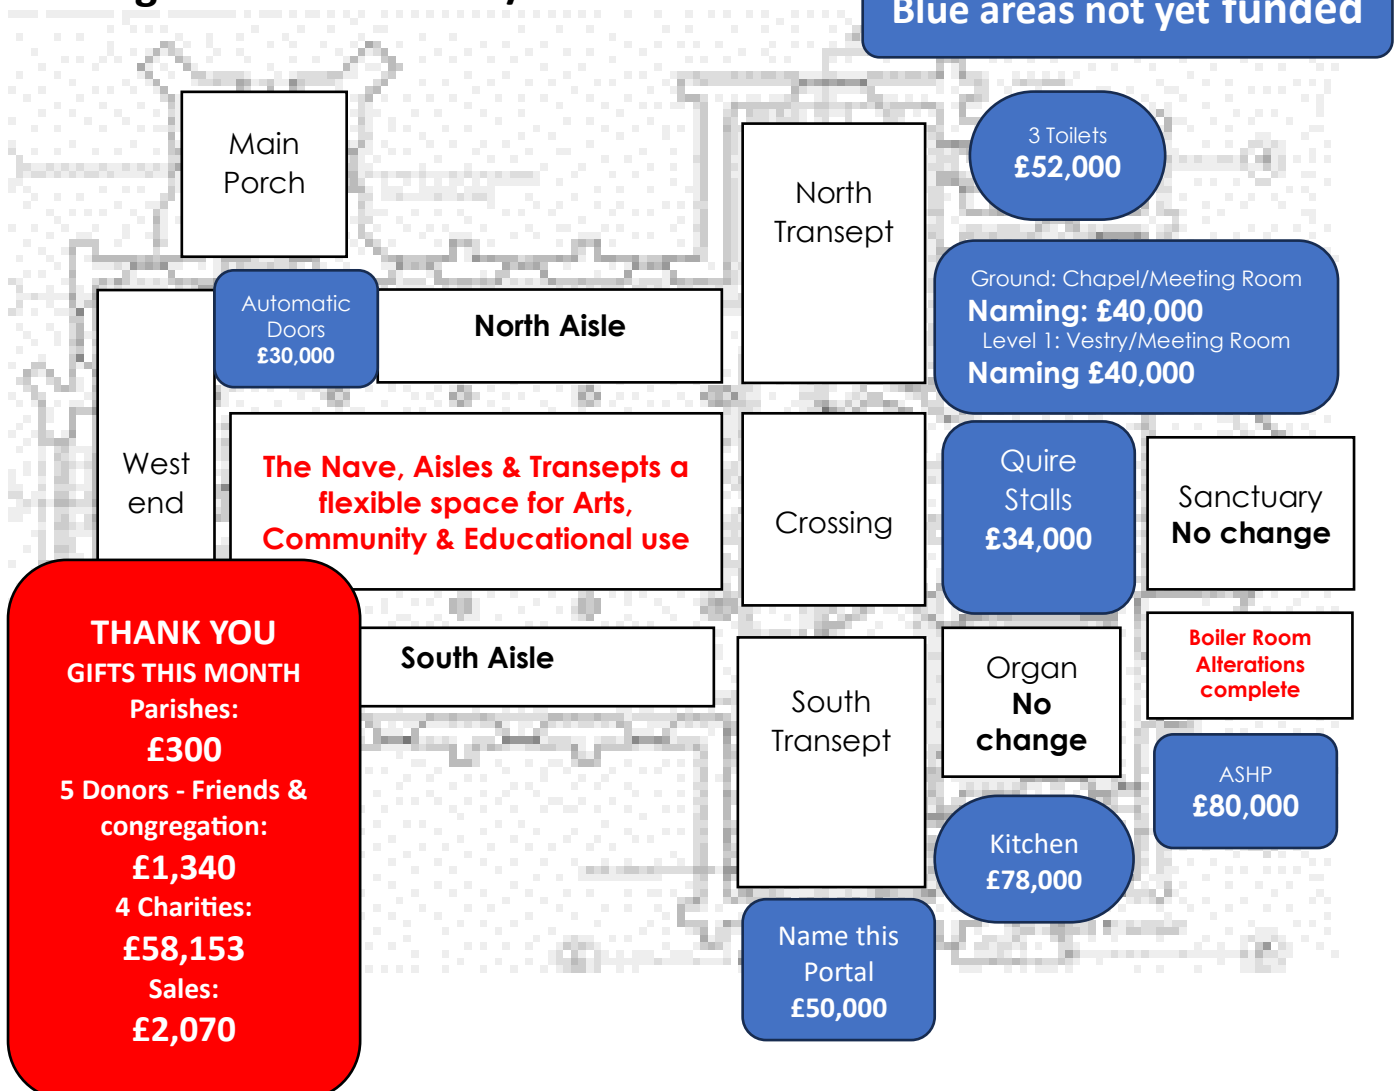 Blue areas not yet funded
Main
Porch
North
Transept
3 Toilets
£52,000
Ground: Chapel/Meeting Room
Naming: £40,000
Level 1: Vestry/Meeting Room
Naming £40,000
Automatic
Doors
£30,000
North Aisle
West
end
The Nave, Aisles & Transepts a
flexible space for Arts,
Community & Educational use
Crossing
Quire
Stalls
£34,000
Sanctuary
No change
THANK YOU
GIFTS THIS MONTH
Parishes:
£300
5 Donors - Friends &
congregation:
£1,340
4 Charities:
£58,153
Sales:
£2,070
South Aisle
South
Transept
Organ
No
change
Boiler Room
Alterations
complete
ASHP
£80,000
Kitchen
£78,000
Name this
Portal
£50,000